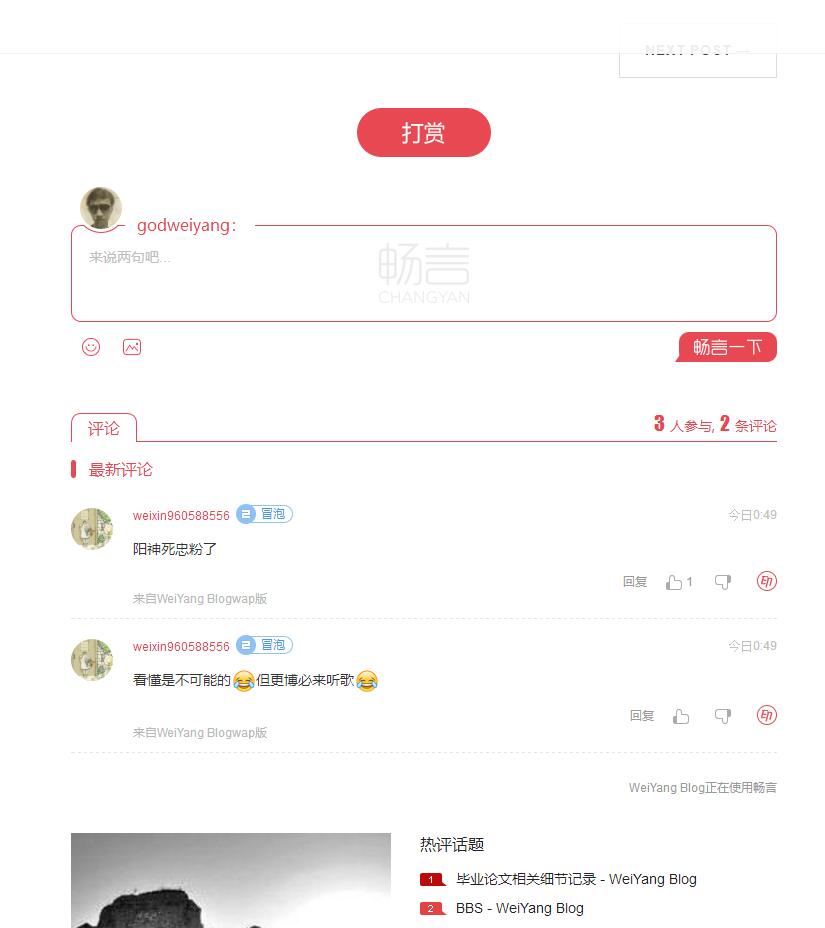 NEXT POST →
打赏
godweiyang：
来说两句吧...
畅言
CHANGYAN
畅言一下
评论
3 人参与, 2 条评论
最新评论
weixin960588556 2 冒泡 今日0:49
阳神死忠粉了
回复 1 印
来自WeiYang Blogwap版
weixin960588556 2 冒泡 今日0:49
看懂是不可能的😂但更博必来听歌😂
回复 印
来自WeiYang Blogwap版
WeiYang Blog正在使用畅言
热评话题
1 毕业论文相关细节记录 - WeiYang Blog
2 BBS - WeiYang Blog